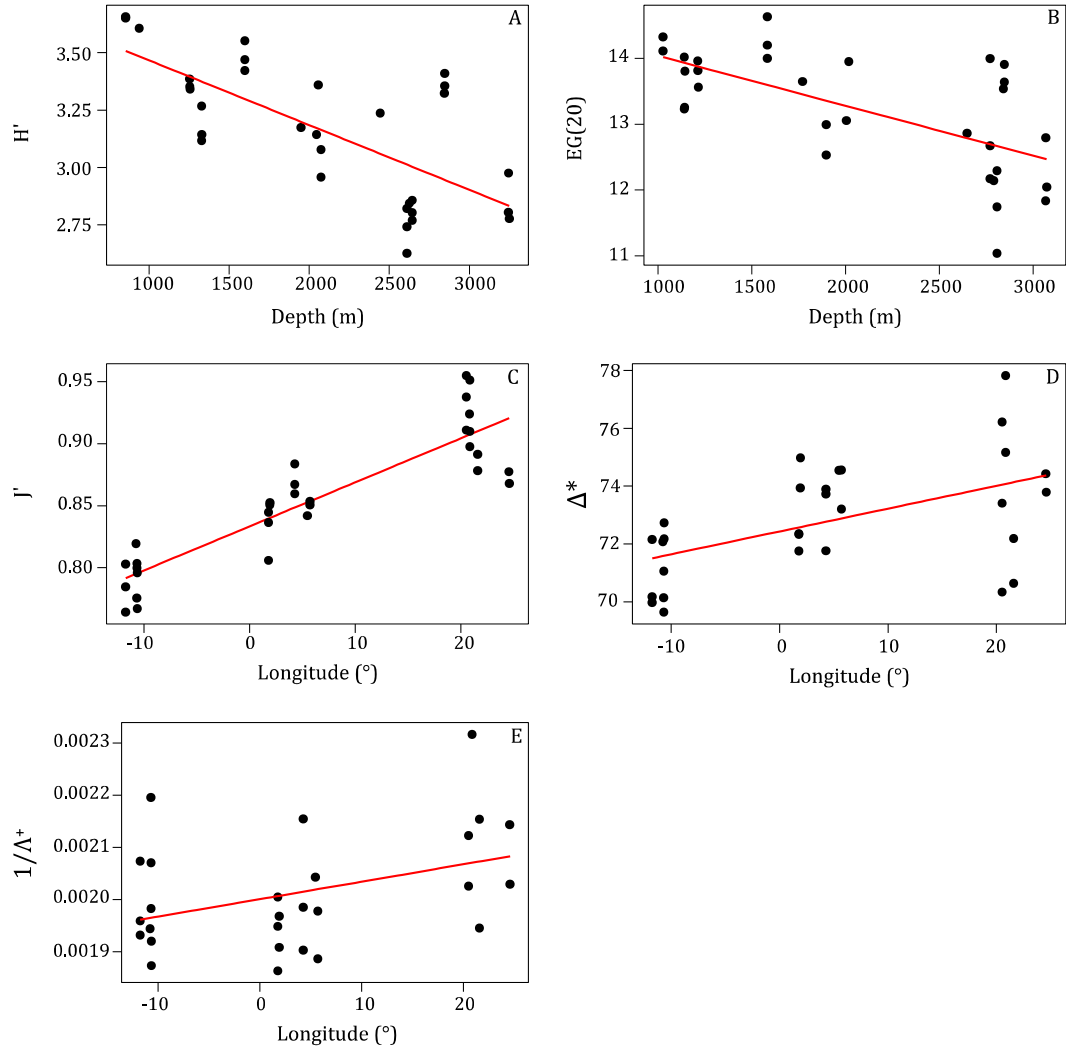 A
3.50
3.25
3.00
2.75
H'
1000 1500 2000 2500 3000
Depth (m)
B
14
13
12
11
EG(20)
1000 1500 2000 2500 3000
Depth (m)
C
0.95
0.90
0.85
0.80
J'
-10 0 10 20
Longitude (°)
D
78
76
74
72
70
Δ*
-10 0 10 20
Longitude (°)
E
0.0023
0.0022
0.0021
0.0020
0.0019
1/Λ⁺
-10 0 10 20
Longitude (°)